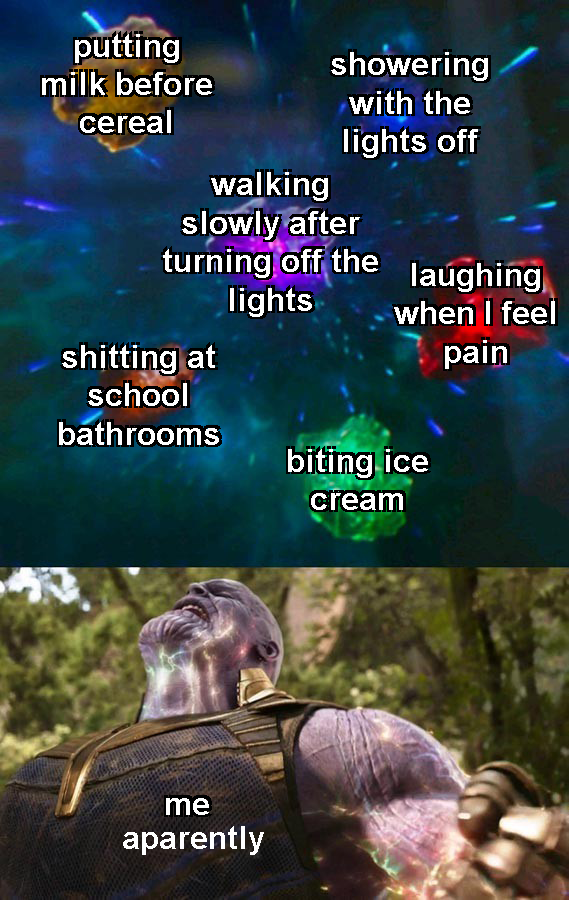 putting
milk before
cereal
showering
with the
lights off
walking
slowly after
turning off the
lights
laughing
when I feel
pain
shitting at
school
bathrooms
biting ice
cream
me
aparently